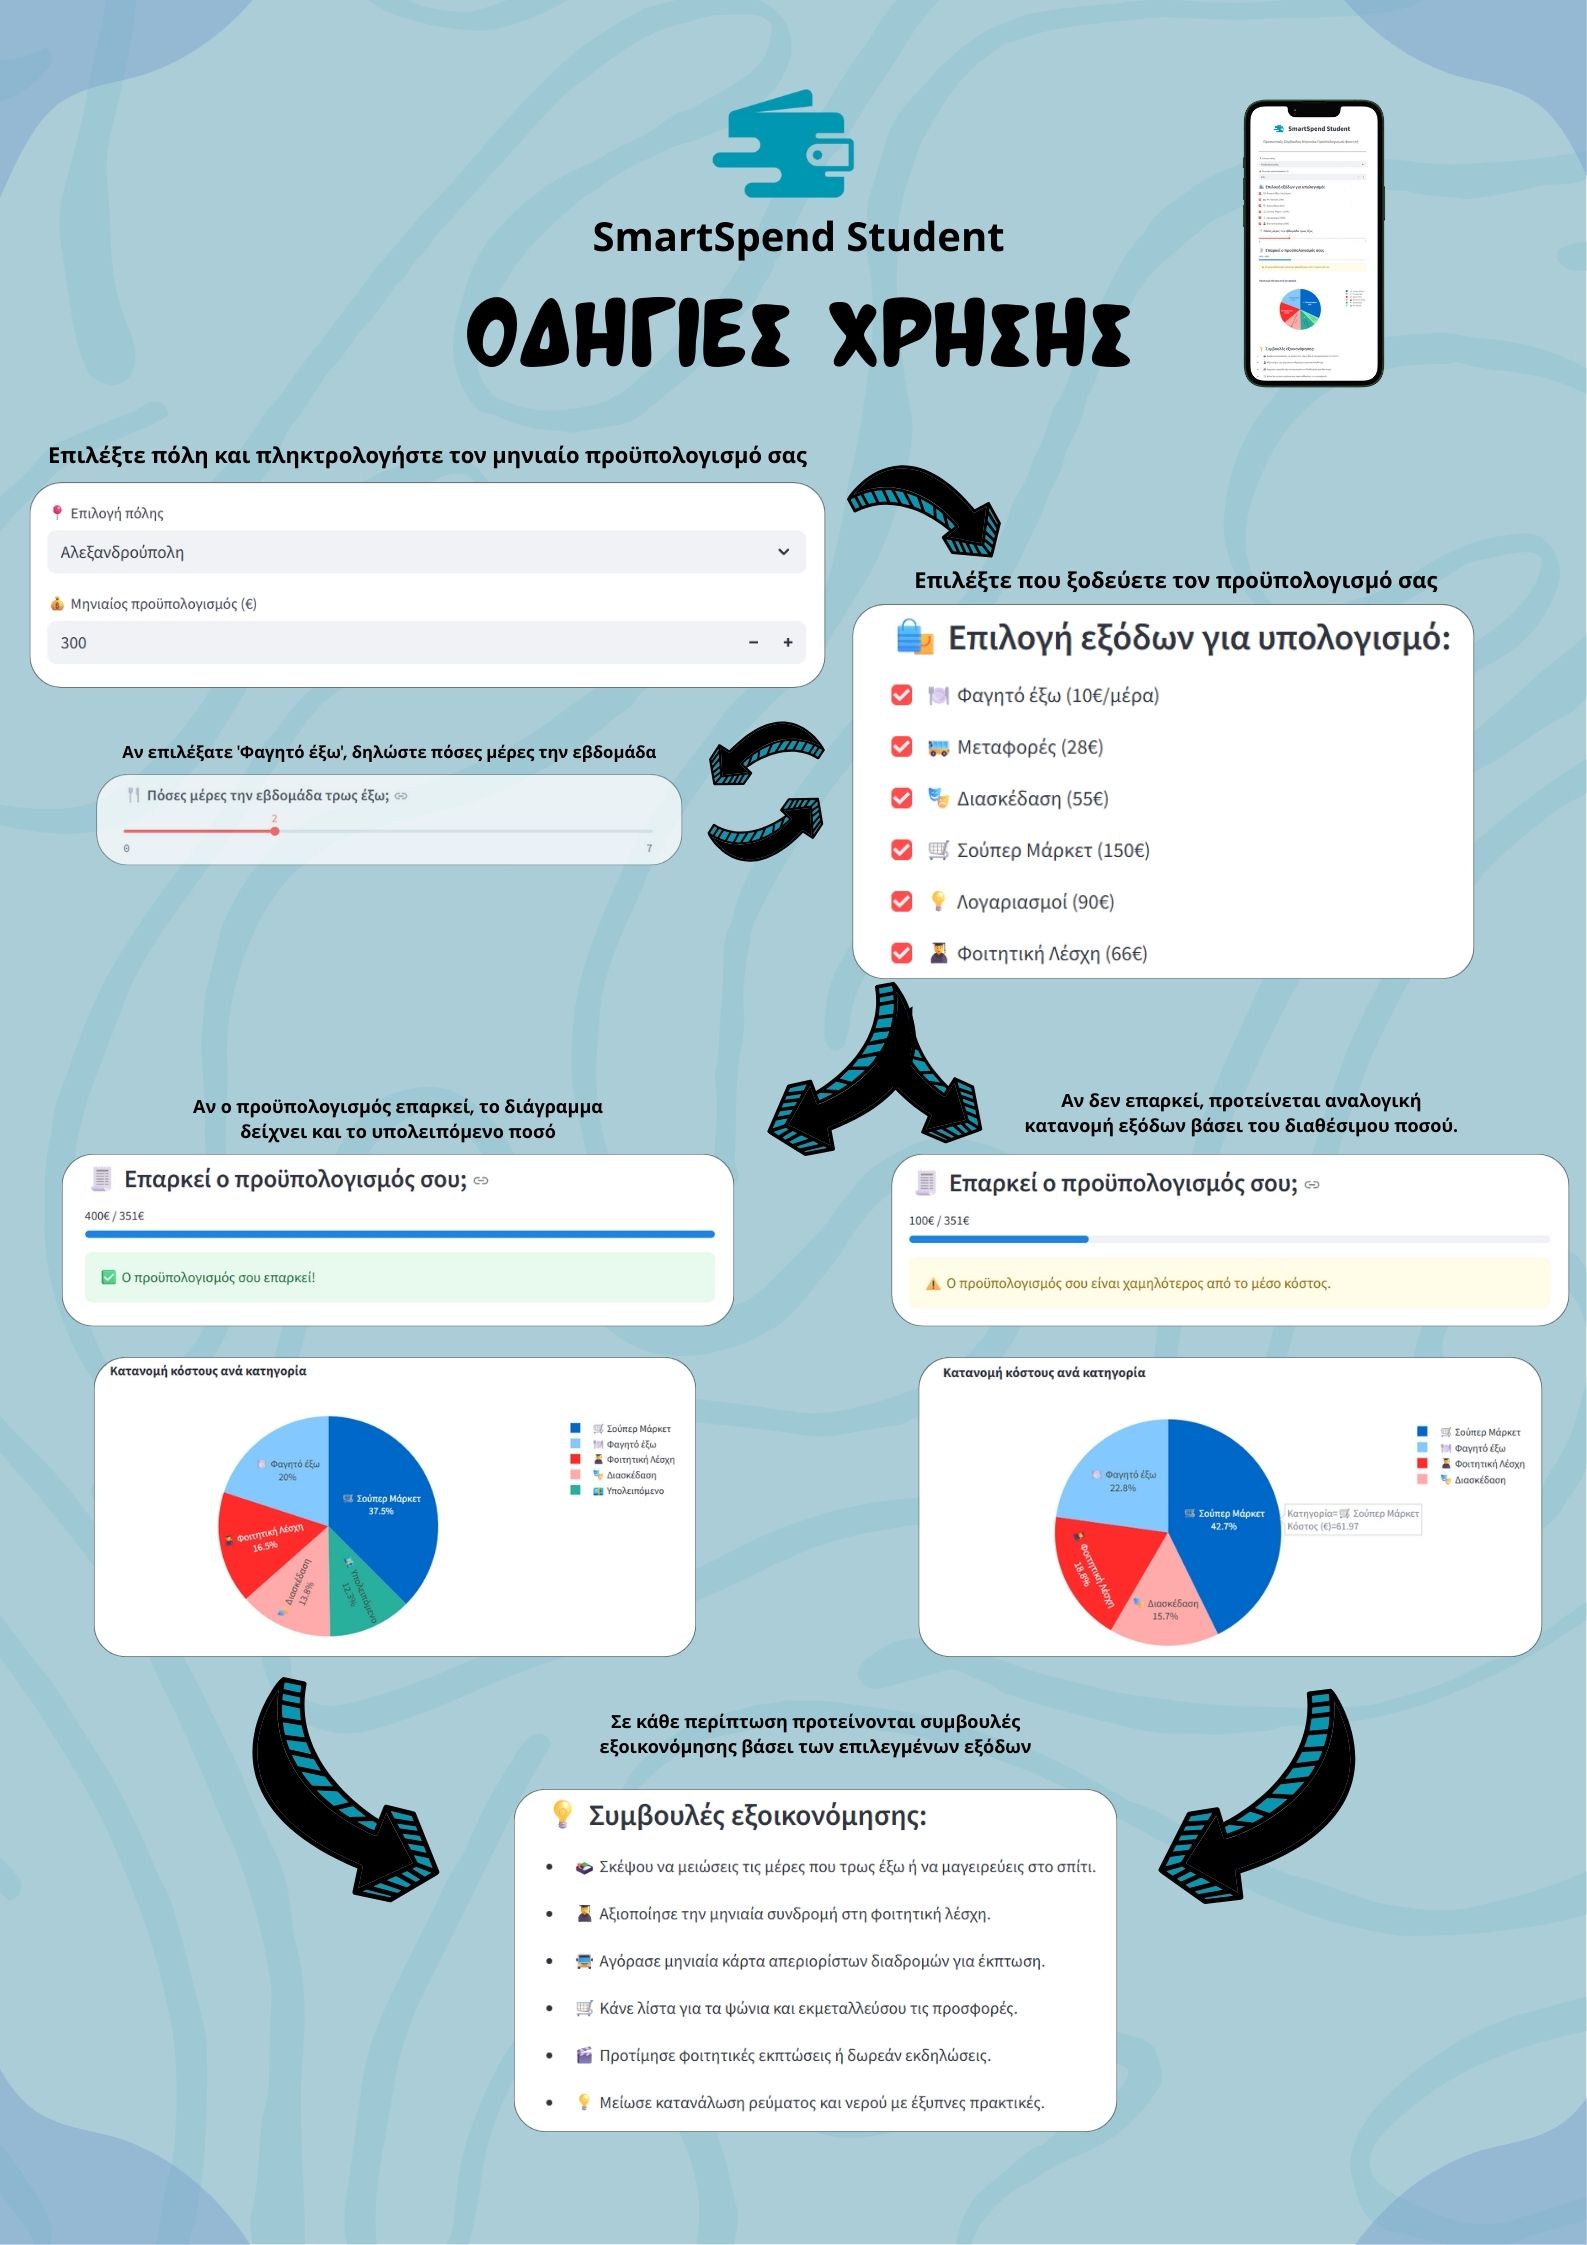 SmartSpend Student
ΟΔΗΓΙΕΣ ΧΡΗΣΗΣ
SmartSpend Student
Επιλέξτε πόλη και πληκτρολογήστε τον μηνιαίο προϋπολογισμό σας
📍 Επιλογή πόλης
Αλεξανδρούπολη
💰 Μηνιαίος προϋπολογισμός (€)
300 − +
Επιλέξτε που ξοδεύετε τον προϋπολογισμό σας
🛍️ Επιλογή εξόδων για υπολογισμό:
🍽️ Φαγητό έξω (10€/μέρα)
🚌 Μεταφορές (28€)
🎭 Διασκέδαση (55€)
🛒 Σούπερ Μάρκετ (150€)
💡 Λογαριασμοί (90€)
👨‍🎓 Φοιτητική Λέσχη (66€)
Αν επιλέξατε 'Φαγητό έξω', δηλώστε πόσες μέρες την εβδομάδα
🍴 Πόσες μέρες την εβδομάδα τρως έξω;
2
0 7
Αν ο προϋπολογισμός επαρκεί, το διάγραμμα
δείχνει και το υπολειπόμενο ποσό
🧾 Επαρκεί ο προϋπολογισμός σου;
400€ / 351€
✅ Ο προϋπολογισμός σου επαρκεί!
Κατανομή κόστους ανά κατηγορία
Φαγητό έξω
20%
Σούπερ Μάρκετ
37.5%
Φοιτητική Λέσχη
16.5%
Διασκέδαση
13.8%
Υπολειπόμενο
12.3%
🛒 Σούπερ Μάρκετ
🍽️ Φαγητό έξω
👨‍🎓 Φοιτητική Λέσχη
🎭 Διασκέδαση
💶 Υπολειπόμενο
Αν δεν επαρκεί, προτείνεται αναλογική
κατανομή εξόδων βάσει του διαθέσιμου ποσού.
🧾 Επαρκεί ο προϋπολογισμός σου;
100€ / 351€
⚠️ Ο προϋπολογισμός σου είναι χαμηλότερος από το μέσο κόστος.
Κατανομή κόστους ανά κατηγορία
Φαγητό έξω
22.8%
Σούπερ Μάρκετ
42.7%
Φοιτητική Λέσχη
18.8%
Διασκέδαση
15.7%
Κατηγορία=🛒 Σούπερ Μάρκετ
Κόστος (€)=61.97
🛒 Σούπερ Μάρκετ
🍽️ Φαγητό έξω
👨‍🎓 Φοιτητική Λέσχη
🎭 Διασκέδαση
Σε κάθε περίπτωση προτείνονται συμβουλές
εξοικονόμησης βάσει των επιλεγμένων εξόδων
💡 Συμβουλές εξοικονόμησης:
• 🍱 Σκέψου να μειώσεις τις μέρες που τρως έξω ή να μαγειρεύεις στο σπίτι.
• 👨‍🎓 Αξιοποίησε την μηνιαία συνδρομή στη φοιτητική λέσχη.
• 🚍 Αγόρασε μηνιαία κάρτα απεριορίστων διαδρομών για έκπτωση.
• 🛒 Κάνε λίστα για τα ψώνια και εκμεταλλεύσου τις προσφορές.
• 🎬 Προτίμησε φοιτητικές εκπτώσεις ή δωρεάν εκδηλώσεις.
• 💡 Μείωσε κατανάλωση ρεύματος και νερού με έξυπνες πρακτικές.